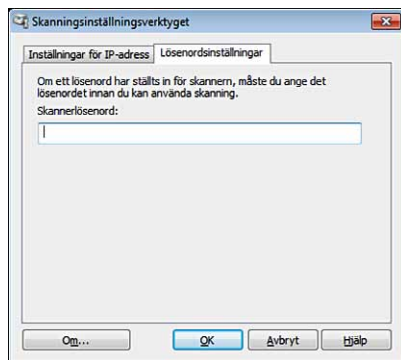 Skanningsinställningsverktyget
Inställningar för IP-adress Lösenordsinställningar
Om ett lösenord har ställts in för skannern, måste du ange det
lösenordet innan du kan använda skanning.
Skannerlösenord:
Om... OK Avbryt Hjälp